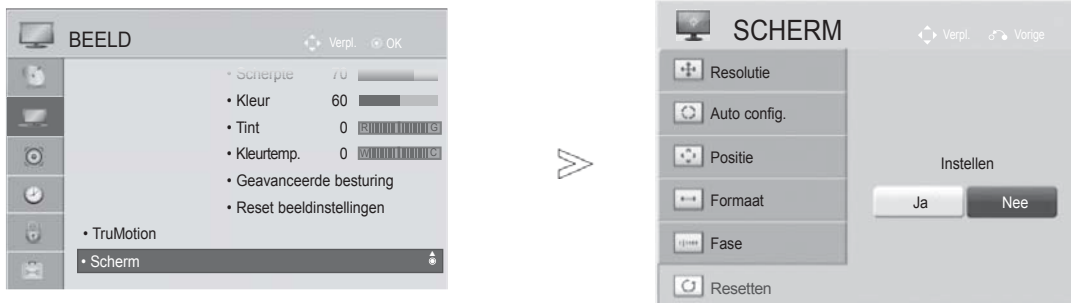 BEELD
Verpl. OK
• Scherpte 70
• Kleur 60
• Tint 0 R G
• Kleurtemp. 0 W C
• Geavanceerde besturing
• Reset beeldinstellingen
• TruMotion
• Scherm
SCHERM
Verpl. Vorige
Resolutie
Auto config.
Positie
Formaat
Fase
Resetten
Instellen
Ja Nee